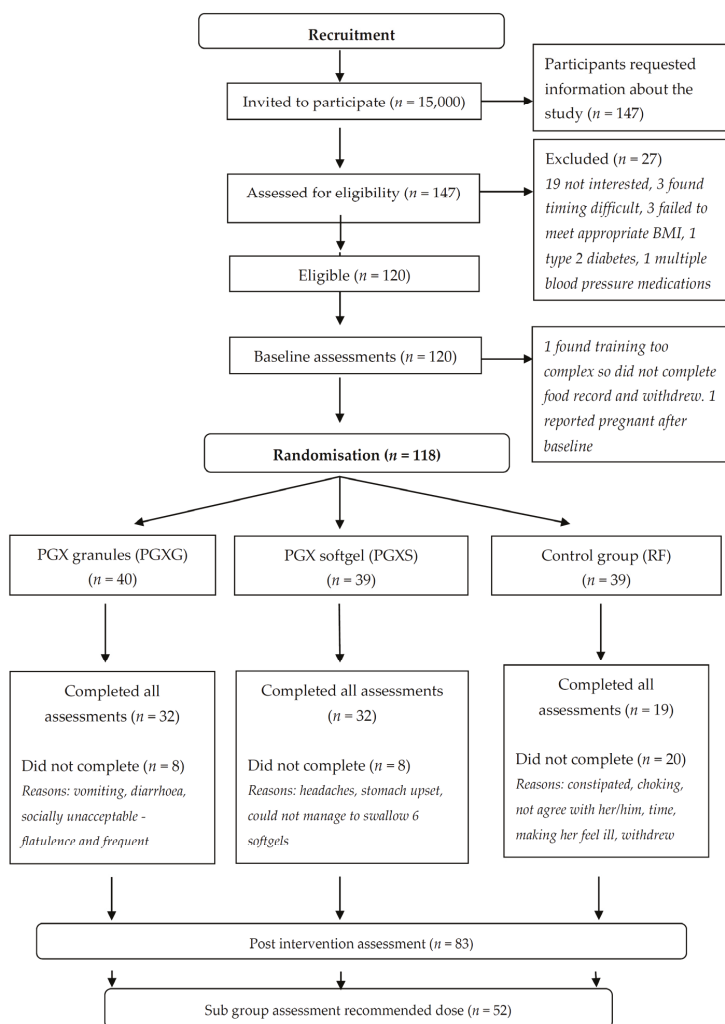 Recruitment
Invited to participate (n = 15,000)
Participants requested
information about the
study (n = 147)
Assessed for eligibility (n = 147)
Excluded (n = 27)
19 not interested, 3 found
timing difficult, 3 failed to
meet appropriate BMI, 1
type 2 diabetes, 1 multiple
blood pressure medications
Eligible (n = 120)
Baseline assessments (n = 120)
1 found training too
complex so did not complete
food record and withdrew. 1
reported pregnant after
baseline
Randomisation (n = 118)
PGX granules (PGXG)
(n = 40)
PGX softgel (PGXS)
(n = 39)
Control group (RF)
(n = 39)
Completed all
assessments (n = 32)
Did not complete (n = 8)
Reasons: vomiting, diarrhoea,
socially unacceptable -
flatulence and frequent
Completed all assessments
(n = 32)
Did not complete (n = 8)
Reasons: headaches, stomach upset,
could not manage to swallow 6
softgels
Completed all
assessments (n = 19)
Did not complete (n = 20)
Reasons: constipated, choking,
not agree with her/him, time,
making her feel ill, withdrew
Post intervention assessment (n = 83)
Sub group assessment recommended dose (n = 52)